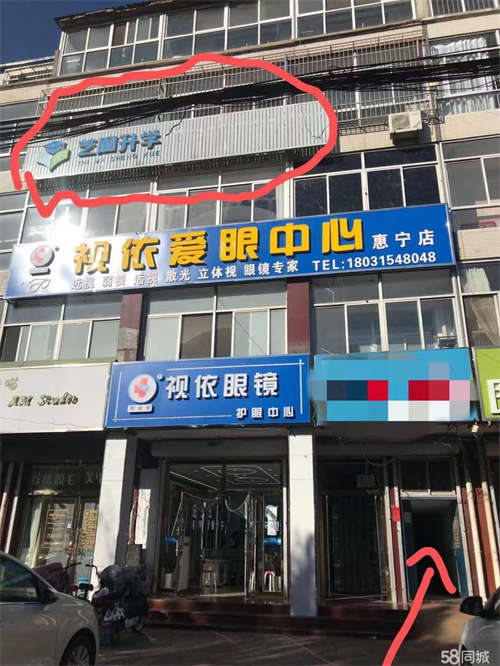 艺腾升学
视依爱眼中心 惠宁店
近视 弱视 远视 散光 立体视 眼镜专家 TEL:18031548048
视依眼镜
护眼中心
AM Studio
58同城